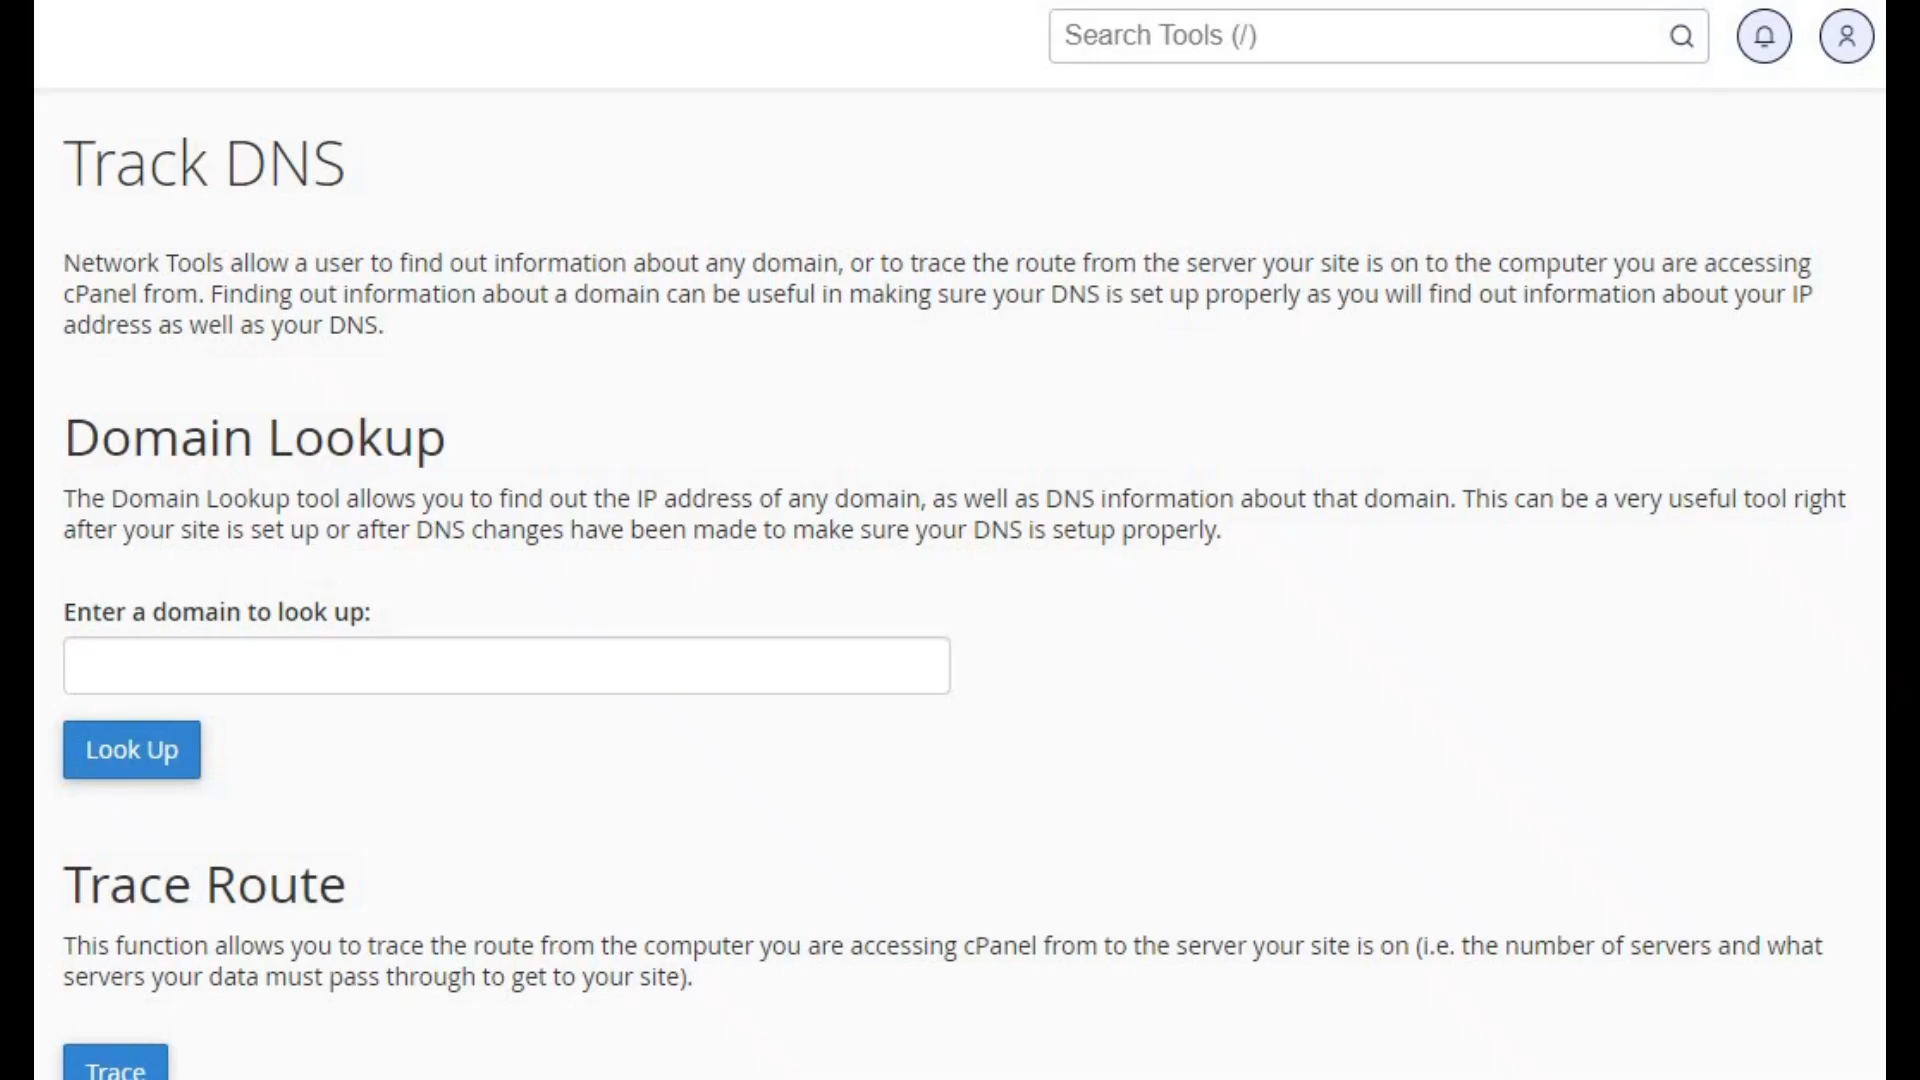 Search Tools (/)
Track DNS
Network Tools allow a user to find out information about any domain, or to trace the route from the server your site is on to the computer you are accessing
cPanel from. Finding out information about a domain can be useful in making sure your DNS is set up properly as you will find out information about your IP
address as well as your DNS.
Domain Lookup
The Domain Lookup tool allows you to find out the IP address of any domain, as well as DNS information about that domain. This can be a very useful tool right
after your site is set up or after DNS changes have been made to make sure your DNS is setup properly.
Enter a domain to look up:
Look Up
Trace Route
This function allows you to trace the route from the computer you are accessing cPanel from to the server your site is on (i.e. the number of servers and what
servers your data must pass through to get to your site).
Trace